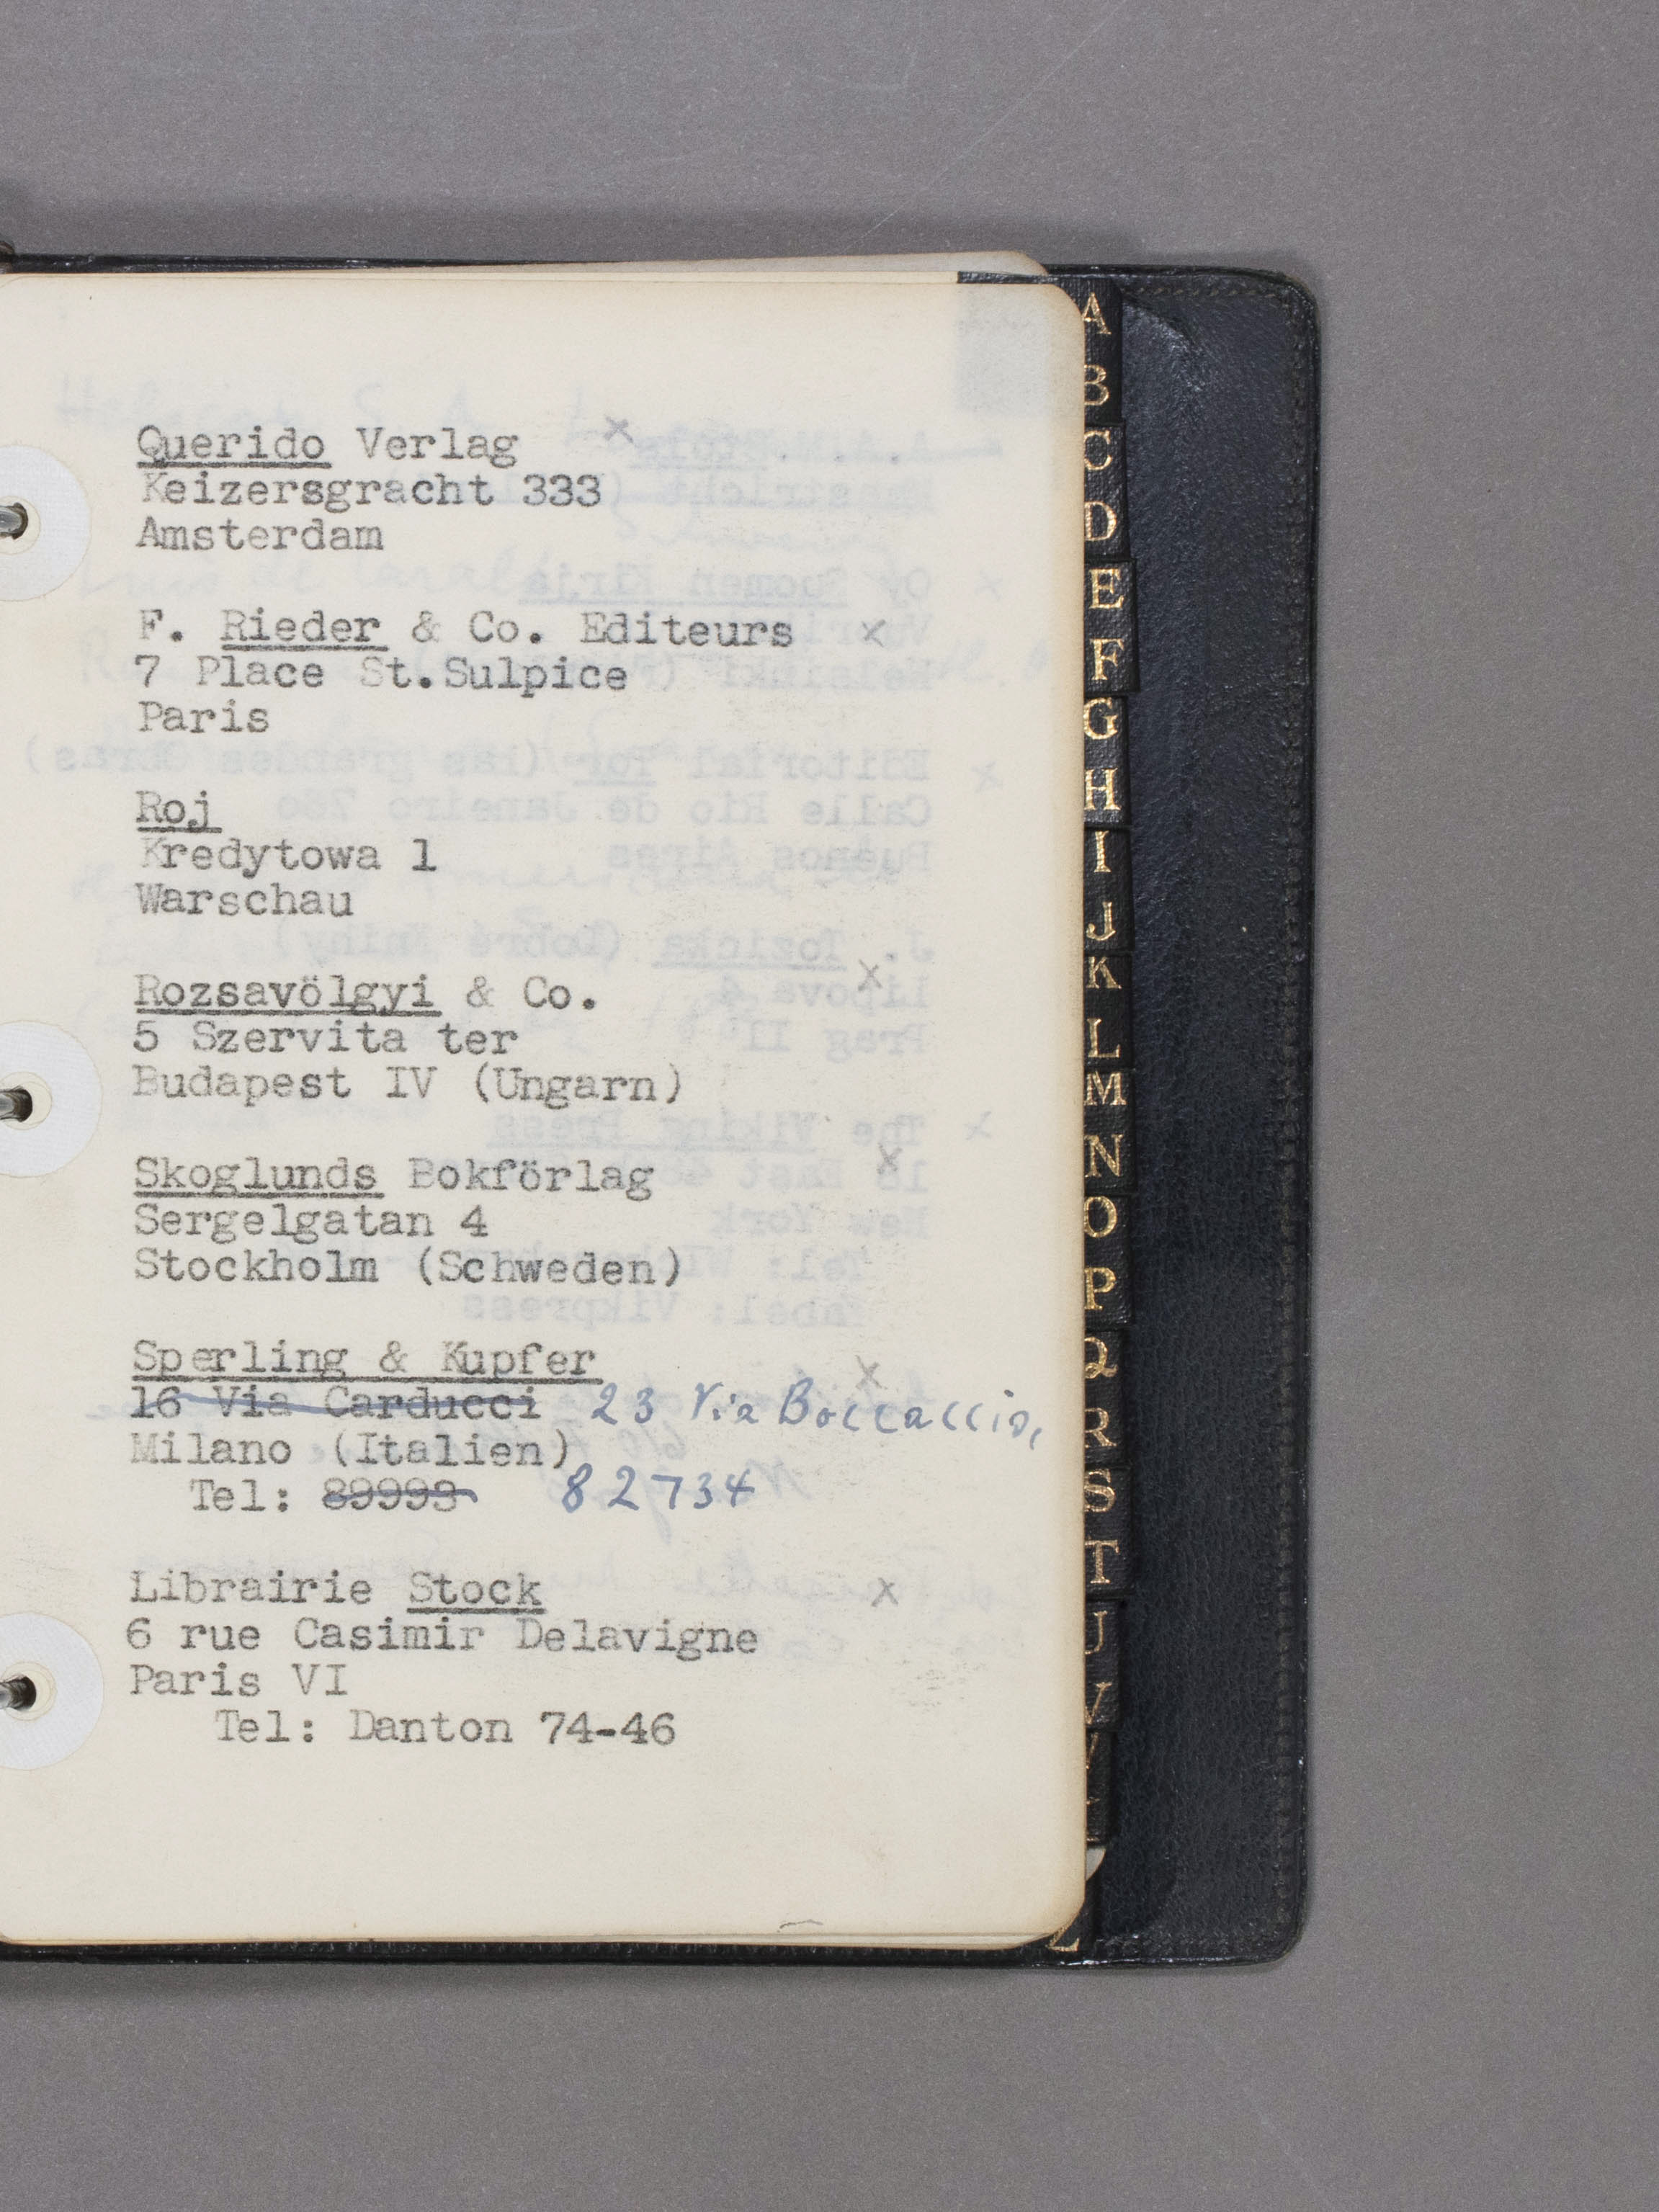 Querido Verlag x
Keizersgracht 333
Amsterdam
F. Rieder & Co. Editeurs x
7 Place St.Sulpice
Paris
Roj
Kredytowa 1
Warschau
Rozsavölgyi & Co. x
5 Szervita ter
Budapest IV (Ungarn)
Skoglunds Bokförlag x
Sergelgatan 4
Stockholm (Schweden)
Sperling & Kupfer x
16 Via Carducci 23 Via Boccaccio,
Milano (Italien)
Tel: 89993 82734
Librairie Stock x
6 rue Casimir Delavigne
Paris VI
Tel: Danton 74-46
A
B
C
D
E
F
G
H
I
J
K
L
M
N
O
P
Q
R
S
T
U
V
Z